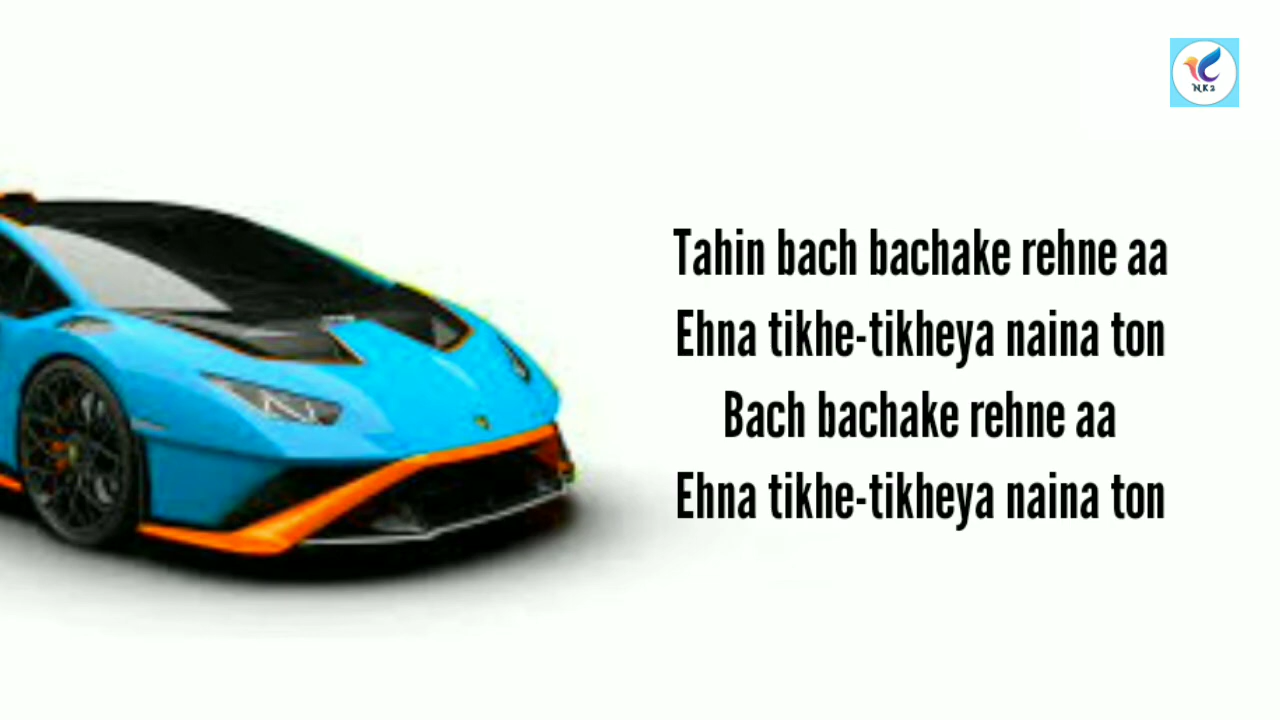 N.K 2
Tahin bach bachake rehne aa
Ehna tikhe-tikheya naina ton
Bach bachake rehne aa
Ehna tikhe-tikheya naina ton